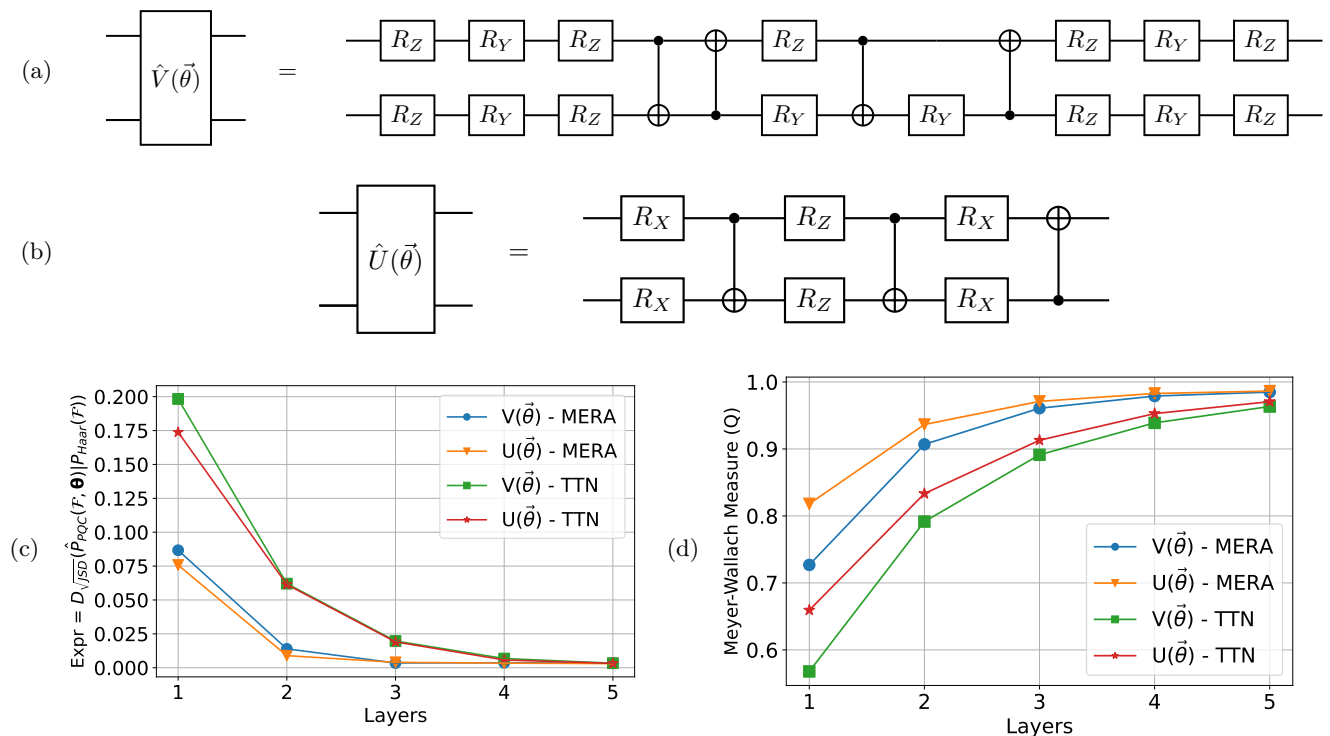 (a)
V̂(θ⃗)
=
R_Z R_Y R_Z R_Z R_Z R_Y R_Z
R_Z R_Y R_Z R_Y R_Y R_Z R_Y R_Z
(b)
Û(θ⃗)
=
R_X R_Z R_X
R_X R_Z R_X
(c)
Expr = D_√JSD(P̂_PQC(𝓕, θ)|P_Haar(𝓕))
0.200
0.175
0.150
0.125
0.100
0.075
0.050
0.025
0.000
1 2 3 4 5
Layers
V(θ⃗) - MERA
U(θ⃗) - MERA
V(θ⃗) - TTN
U(θ⃗) - TTN
(d)
Meyer-Wallach Measure (Q)
1.0
0.9
0.8
0.7
0.6
1 2 3 4 5
Layers
V(θ⃗) - MERA
U(θ⃗) - MERA
V(θ⃗) - TTN
U(θ⃗) - TTN